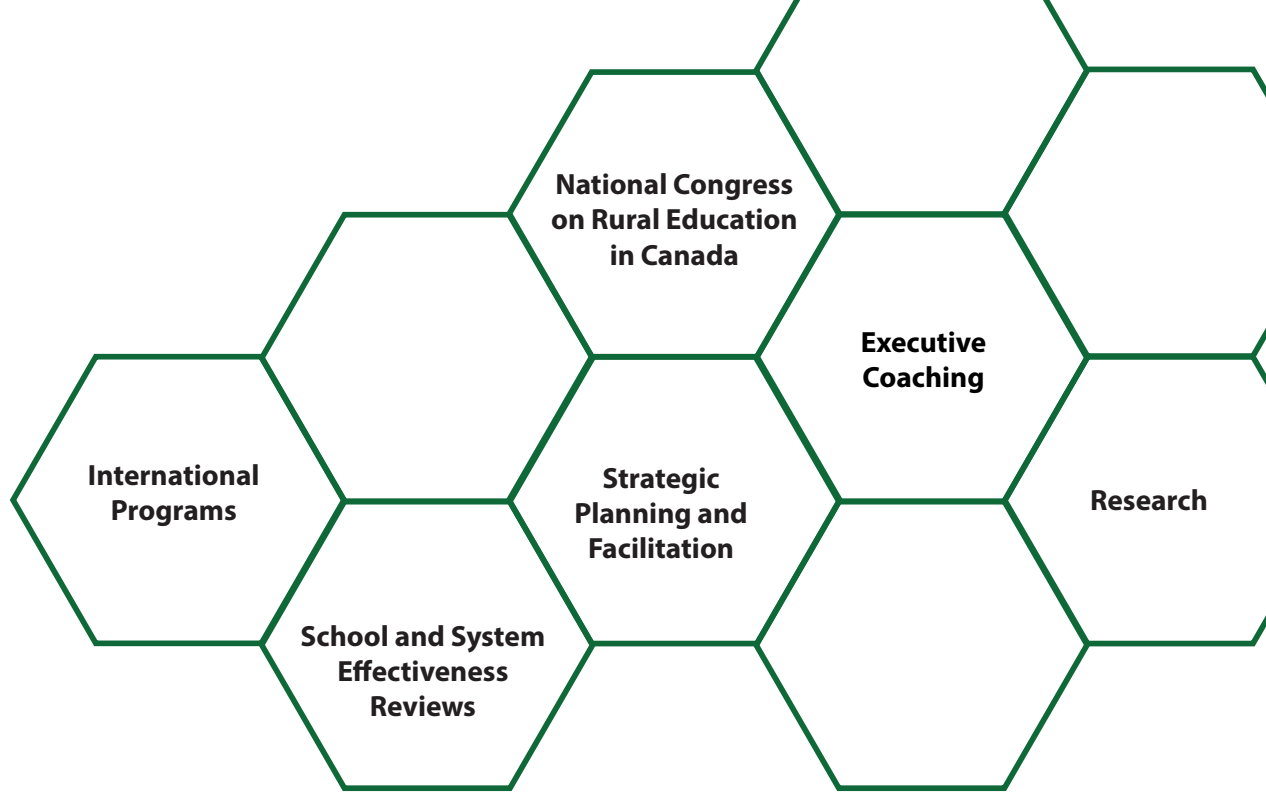 National Congress
on Rural Education
in Canada
Executive
Coaching
International
Programs
Strategic
Planning and
Facilitation
Research
School and System
Effectiveness
Reviews